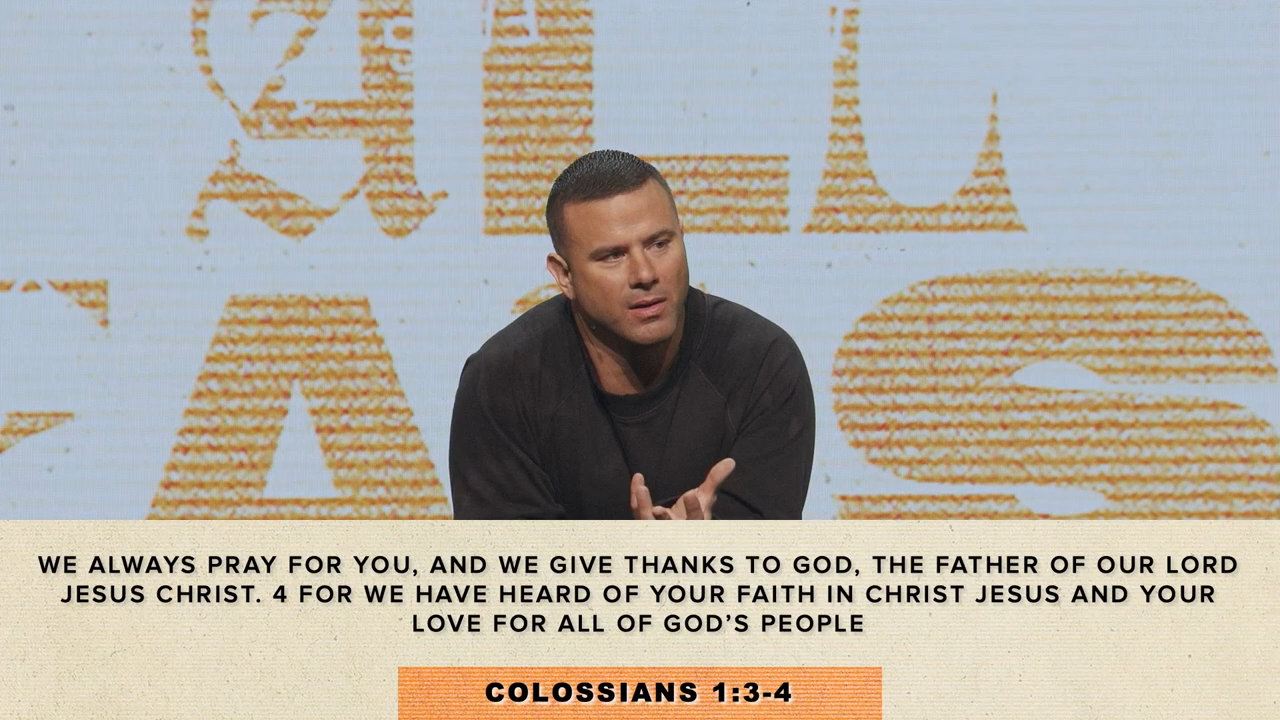 WE ALWAYS PRAY FOR YOU, AND WE GIVE THANKS TO GOD, THE FATHER OF OUR LORD
JESUS CHRIST. 4 FOR WE HAVE HEARD OF YOUR FAITH IN CHRIST JESUS AND YOUR
LOVE FOR ALL OF GOD’S PEOPLE
COLOSSIANS 1:3-4